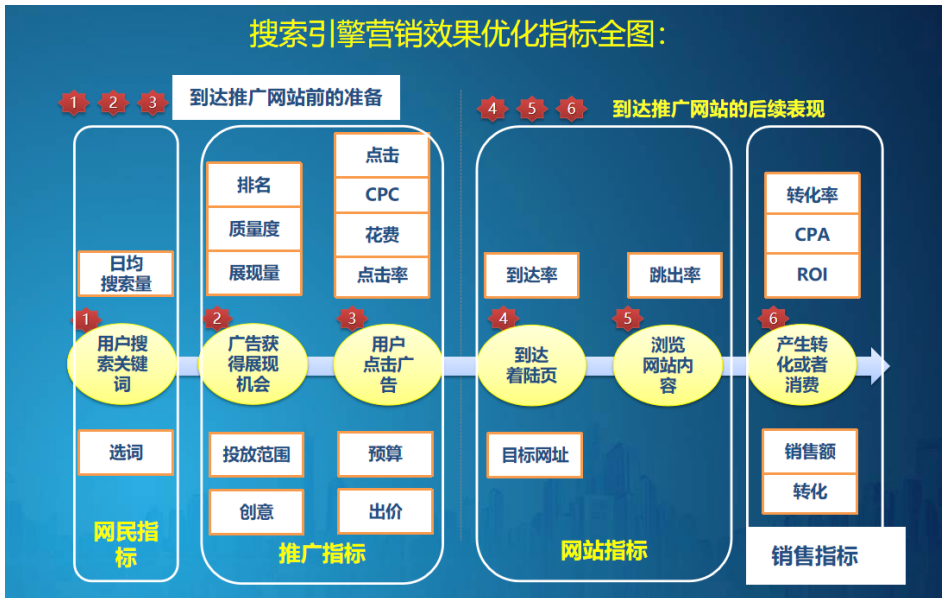 搜索引擎营销效果优化指标全图：
1 2 3 到达推广网站前的准备
4 5 6 到达推广网站的后续表现
日均
搜索量
1
用户搜
索关键
词
选词
网民指
标
排名
质量度
展现量
2
广告获
得展现
机会
投放范围
创意
点击
CPC
花费
点击率
3
用户
点击广
告
预算
出价
推广指标
到达率
4
到达
着陆页
目标网址
跳出率
5
浏览
网站内
容
网站指标
转化率
CPA
ROI
6
产生转
化或者
消费
销售额
转化
销售指标